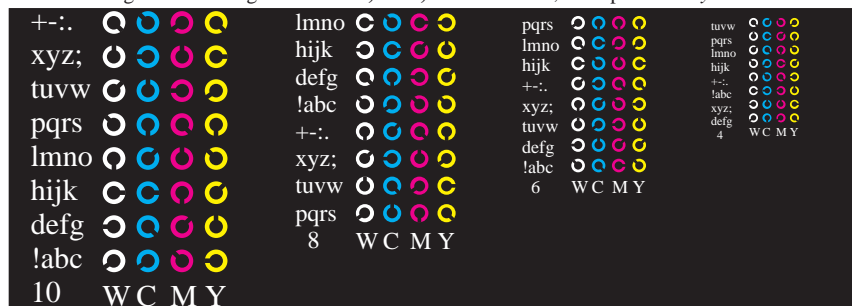 +-:.
xyz;
tuvw
pqrs
lmno
hijk
defg
!abc
10 W C M Y
lmno
hijk
defg
!abc
+-:.
xyz;
tuvw
pqrs
8 W C M Y
pqrs
lmno
hijk
+-:.
xyz;
tuvw
defg
!abc
6 W C M Y
tuvw
pqrs
lmno
hijk
+-:.
!abc
xyz;
defg
4 W C M Y